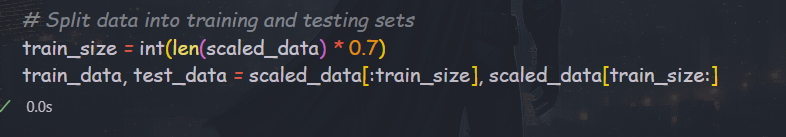 # Split data into training and testing sets
train_size = int(len(scaled_data) * 0.7)
train_data, test_data = scaled_data[:train_size], scaled_data[train_size:]
✓ 0.0s